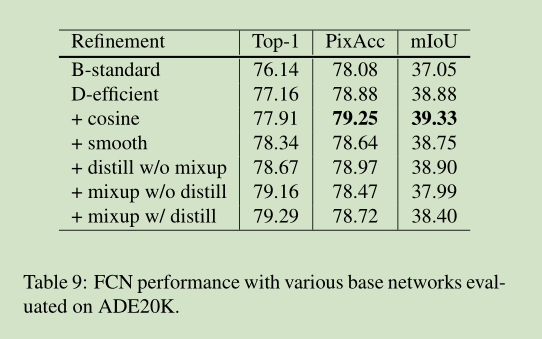 Refinement Top-1 PixAcc mIoU
B-standard 76.14 78.08 37.05
D-efficient 77.16 78.88 38.88
+ cosine 77.91 79.25 39.33
+ smooth 78.34 78.64 38.75
+ distill w/o mixup 78.67 78.97 38.90
+ mixup w/o distill 79.16 78.47 37.99
+ mixup w/ distill 79.29 78.72 38.40
Table 9: FCN performance with various base networks eval-
uated on ADE20K.